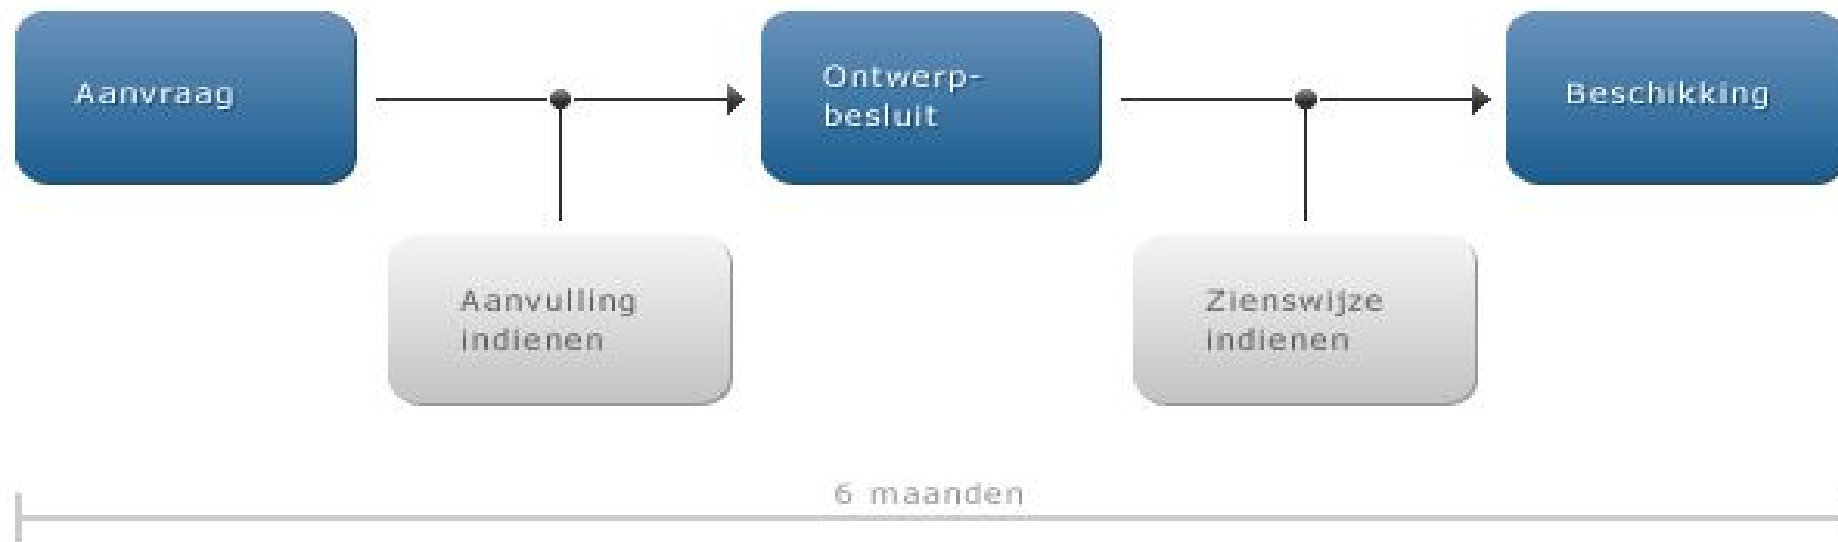 Aanvraag
Ontwerp-
besluit
Beschikking
Aanvulling
indienen
Zienswijze
indienen
6 maanden